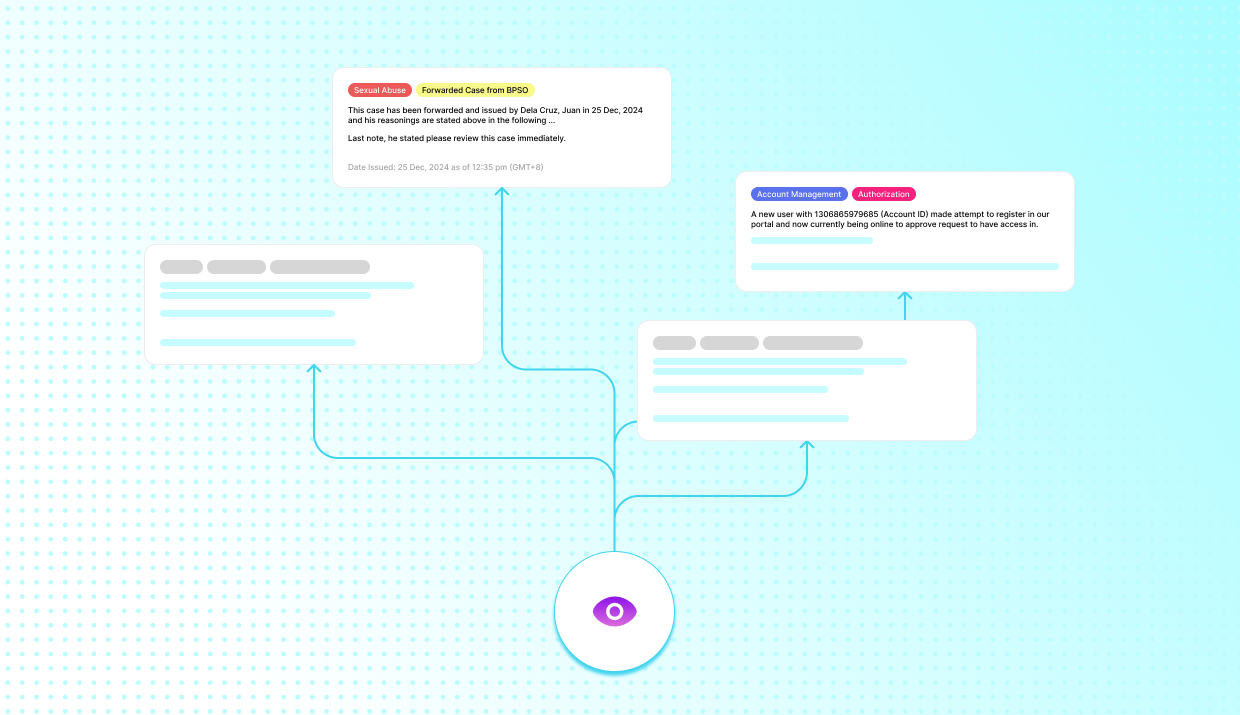 Sexual Abuse Forwarded Case from BPSO
This case has been forwarded and issued by Dela Cruz, Juan in 25 Dec, 2024
and his reasonings are stated above in the following ...
Last note, he stated please review this case immediately.
Date Issued: 25 Dec, 2024 as of 12:35 pm (GMT+8)
Account Management Authorization
A new user with 1306865979685 (Account ID) made attempt to register in our
portal and now currently being online to approve request to have access in.